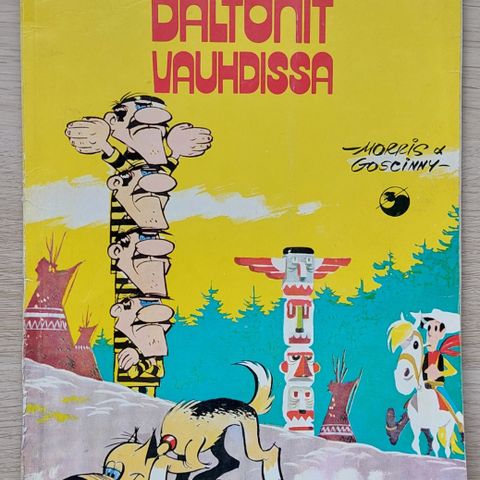 DALTONIT
VAUHDISSA
-MORRIS &
GOSCINNY-